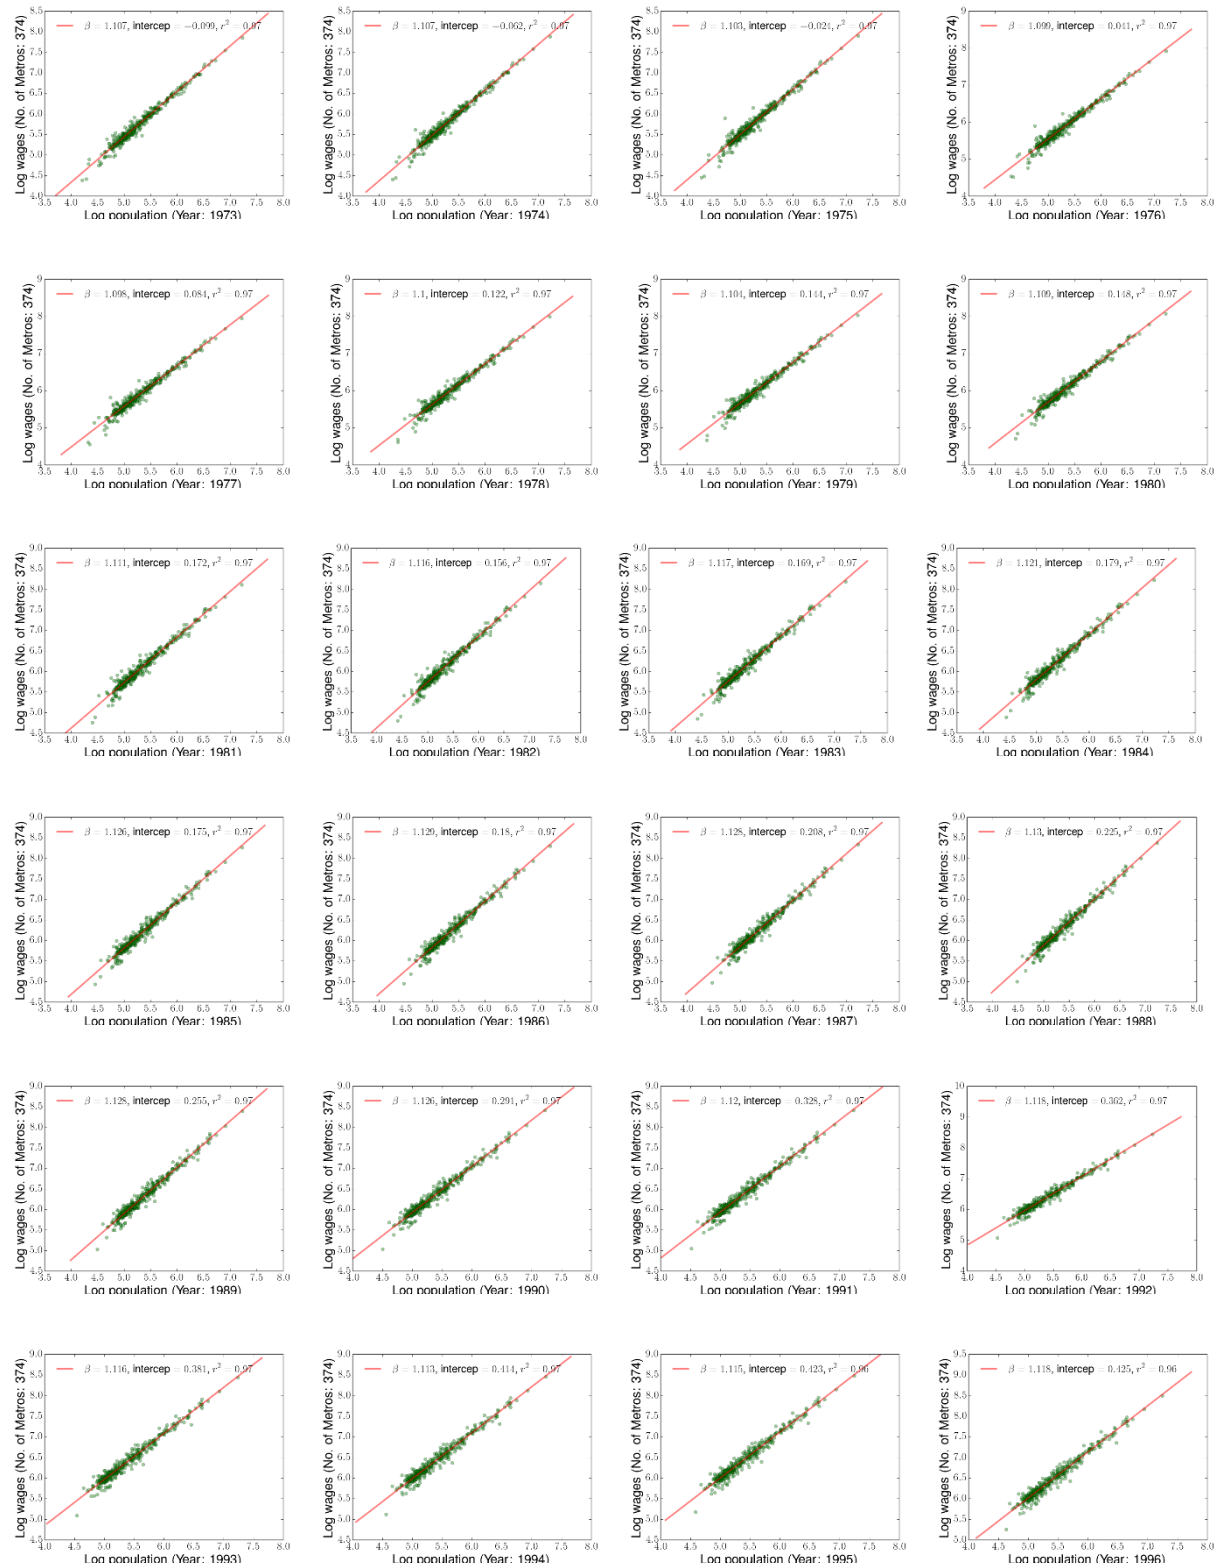 β = 1.107, intercep = −0.099, r² = 0.97
Log wages (No. of Metros: 374)
Log population (Year: 1973)
β = 1.107, intercep = −0.062, r² = 0.97
Log wages (No. of Metros: 374)
Log population (Year: 1974)
β = 1.103, intercep = −0.024, r² = 0.97
Log wages (No. of Metros: 374)
Log population (Year: 1975)
β = 1.099, intercep = 0.041, r² = 0.97
Log wages (No. of Metros: 374)
Log population (Year: 1976)
β = 1.098, intercep = 0.084, r² = 0.97
Log wages (No. of Metros: 374)
Log population (Year: 1977)
β = 1.1, intercep = 0.122, r² = 0.97
Log wages (No. of Metros: 374)
Log population (Year: 1978)
β = 1.104, intercep = 0.144, r² = 0.97
Log wages (No. of Metros: 374)
Log population (Year: 1979)
β = 1.109, intercep = 0.148, r² = 0.97
Log wages (No. of Metros: 374)
Log population (Year: 1980)
β = 1.111, intercep = 0.172, r² = 0.97
Log wages (No. of Metros: 374)
Log population (Year: 1981)
β = 1.116, intercep = 0.156, r² = 0.97
Log wages (No. of Metros: 374)
Log population (Year: 1982)
β = 1.117, intercep = 0.169, r² = 0.97
Log wages (No. of Metros: 374)
Log population (Year: 1983)
β = 1.121, intercep = 0.179, r² = 0.97
Log wages (No. of Metros: 374)
Log population (Year: 1984)
β = 1.126, intercep = 0.175, r² = 0.97
Log wages (No. of Metros: 374)
Log population (Year: 1985)
β = 1.129, intercep = 0.18, r² = 0.97
Log wages (No. of Metros: 374)
Log population (Year: 1986)
β = 1.128, intercep = 0.208, r² = 0.97
Log wages (No. of Metros: 374)
Log population (Year: 1987)
β = 1.13, intercep = 0.225, r² = 0.97
Log wages (No. of Metros: 374)
Log population (Year: 1988)
β = 1.128, intercep = 0.255, r² = 0.97
Log wages (No. of Metros: 374)
Log population (Year: 1989)
β = 1.126, intercep = 0.291, r² = 0.97
Log wages (No. of Metros: 374)
Log population (Year: 1990)
β = 1.12, intercep = 0.328, r² = 0.97
Log wages (No. of Metros: 374)
Log population (Year: 1991)
β = 1.118, intercep = 0.362, r² = 0.97
Log wages (No. of Metros: 374)
Log population (Year: 1992)
β = 1.116, intercep = 0.381, r² = 0.97
Log wages (No. of Metros: 374)
Log population (Year: 1993)
β = 1.113, intercep = 0.414, r² = 0.97
Log wages (No. of Metros: 374)
Log population (Year: 1994)
β = 1.115, intercep = 0.423, r² = 0.96
Log wages (No. of Metros: 374)
Log population (Year: 1995)
β = 1.118, intercep = 0.425, r² = 0.96
Log wages (No. of Metros: 374)
Log population (Year: 1996)